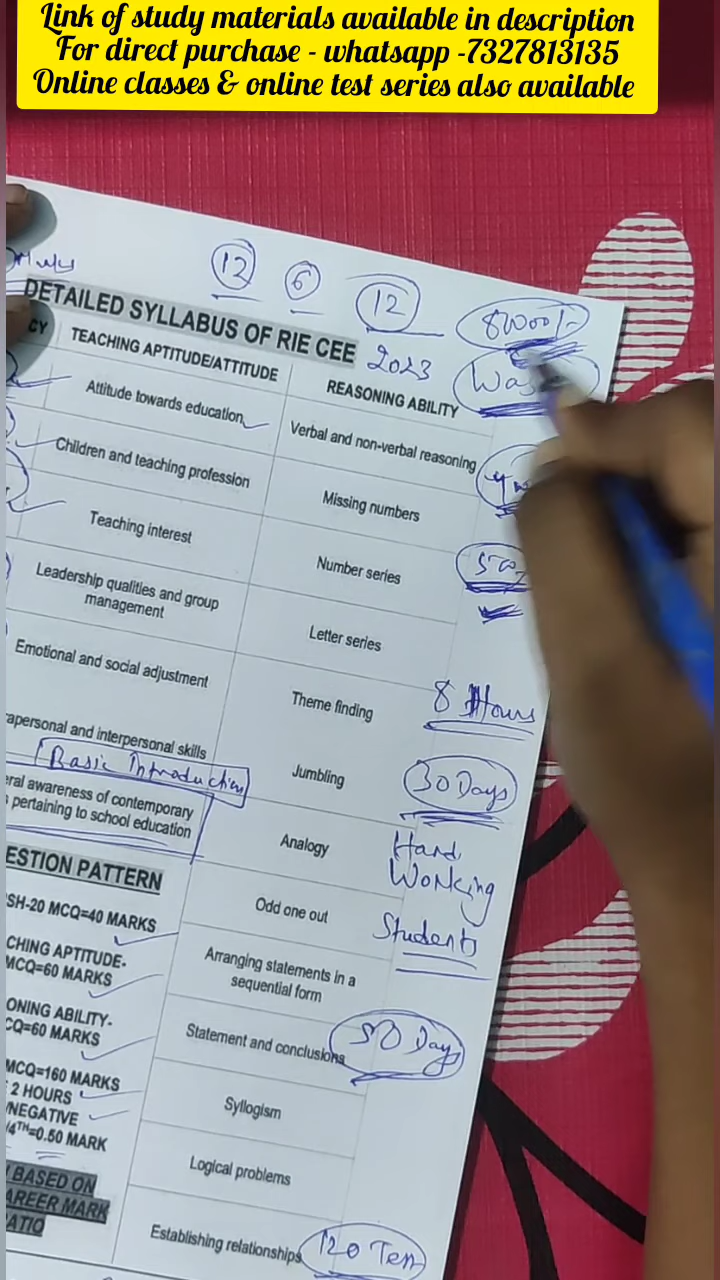 Link of study materials available in description
For direct purchase - whatsapp -7327813135
Online classes & online test series also available
12 6 12
DETAILED SYLLABUS OF RIE CEE 2023
CY TEACHING APTITUDE/ATTITUDE REASONING ABILITY
Attitude towards education Verbal and non-verbal reasoning
Children and teaching profession Missing numbers
Teaching interest Number series
Leadership qualities and group
management Letter series
Emotional and social adjustment Theme finding
8 Hours
rapersonal and interpersonal skills Jumbling
30 Days
Basic Introduction
eral awareness of contemporary
pertaining to school education Analogy
Hard
Working
Students
ESTION PATTERN Odd one out
SH-20 MCQ=40 MARKS
CHING APTITUDE-
MCQ=60 MARKS
Arranging statements in a
sequential form
ONING ABILITY-
CQ=60 MARKS
Statement and conclusions
Days
MCQ=160 MARKS
2 HOURS
/NEGATIVE
/4TH=0.50 MARK
Syllogism
BASED ON
AREER MARK
ATIO
Logical problems
Establishing relationships 120 Test